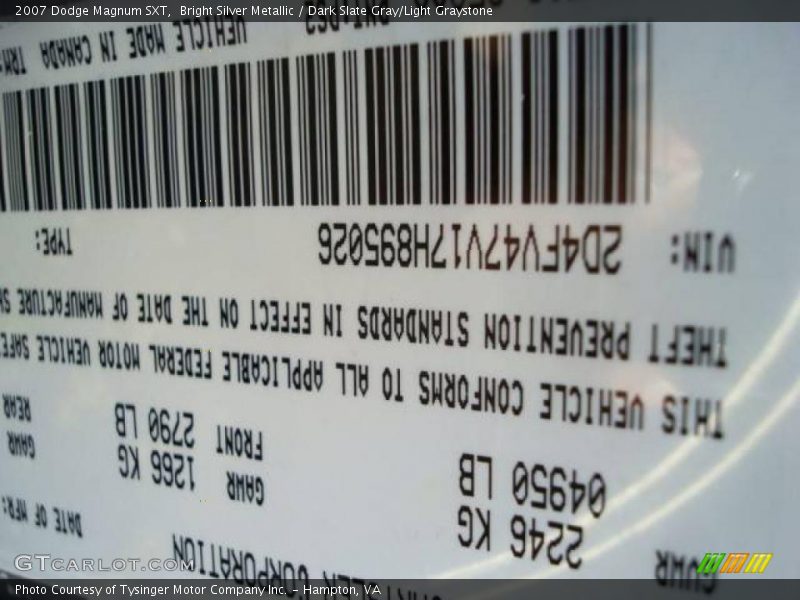 2007 Dodge Magnum SXT, Bright Silver Metallic / Dark Slate Gray/Light Graystone
DATE OF MFR:
CORPORATION
GVWR
2246 KG
04950 LB
GAWR
FRONT
1266 KG
2790 LB
GAWR
REAR
THIS VEHICLE CONFORMS TO ALL APPLICABLE FEDERAL MOTOR VEHICLE
THEFT PREVENTION STANDARDS IN EFFECT ON THE DATE OF MANUFACTURE
VIN: 2D4FV47V17H895026 TYPE:
VEHICLE MADE IN CANADA
GTCARLOT.COM
Photo Courtesy of Tysinger Motor Company Inc. - Hampton, VA